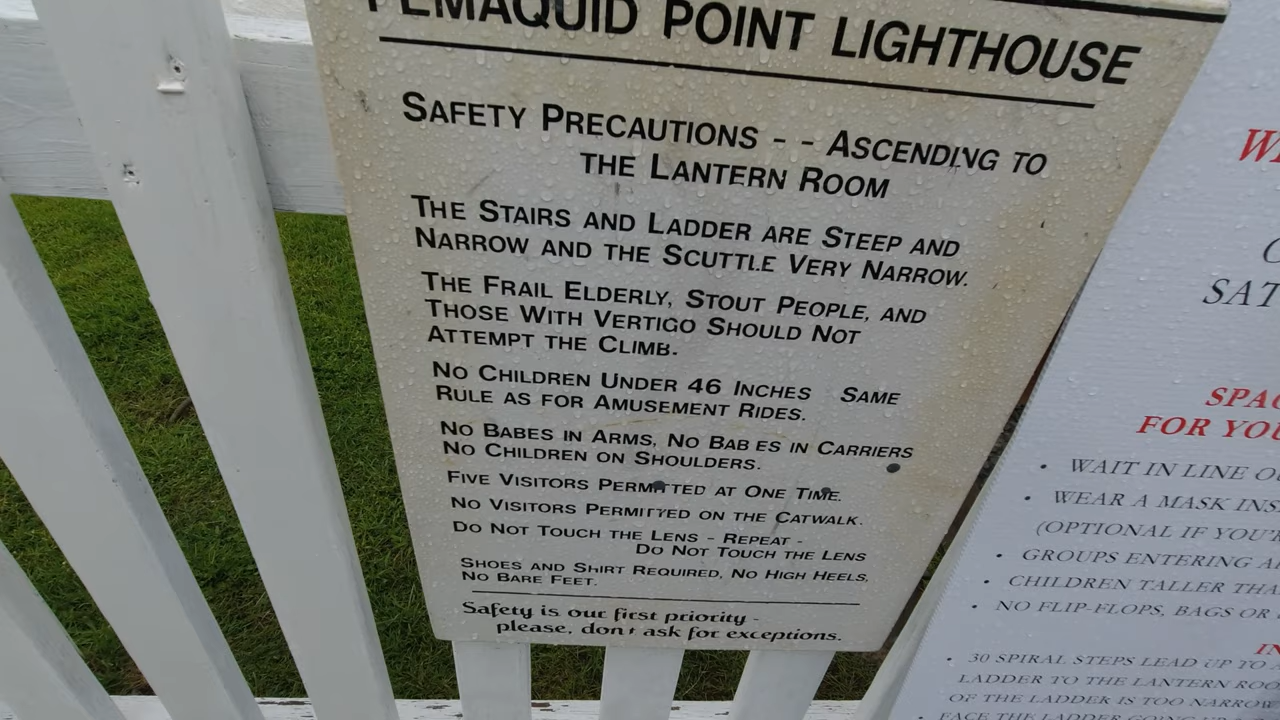 PEMAQUID POINT LIGHTHOUSE
SAFETY PRECAUTIONS - - ASCENDING TO
THE LANTERN ROOM
THE STAIRS AND LADDER ARE STEEP AND
NARROW AND THE SCUTTLE VERY NARROW.
THE FRAIL ELDERLY, STOUT PEOPLE, AND
THOSE WITH VERTIGO SHOULD NOT
ATTEMPT THE CLIMB.
NO CHILDREN UNDER 46 INCHES SAME
RULE AS FOR AMUSEMENT RIDES.
NO BABES IN ARMS, NO BABES IN CARRIERS
NO CHILDREN ON SHOULDERS.
FIVE VISITORS PERMITTED AT ONE TIME.
NO VISITORS PERMITTED ON THE CATWALK.
DO NOT TOUCH THE LENS - REPEAT -
DO NOT TOUCH THE LENS
SHOES AND SHIRT REQUIRED, NO HIGH HEELS,
NO BARE FEET.
Safety is our first priority -
please, don't ask for exceptions.
SAT
FOR
WAIT IN LINE
WEAR A MASK
(OPTIONAL IF
GROUPS ENTERING
CHILDREN TALLER
NO FLIP-FLOPS, BAGS OR
30 SPIRAL STEPS LEAD UP TO
LADDER TO THE LANTERN
OF THE LADDER IS TOO NARROW
FACE THE LADDER